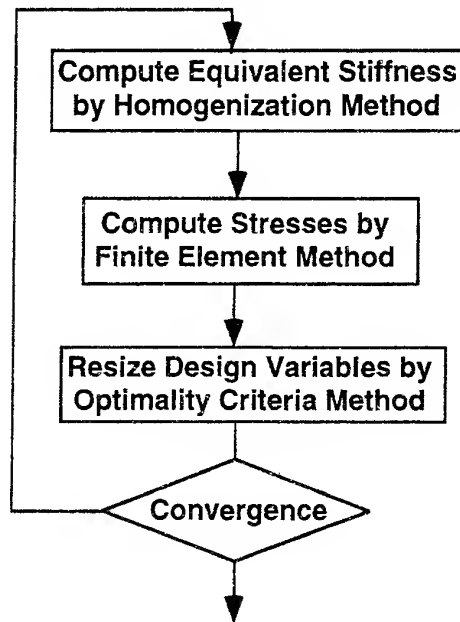 Compute Equivalent Stiffness
by Homogenization Method
Compute Stresses by
Finite Element Method
Resize Design Variables by
Optimality Criteria Method
Convergence